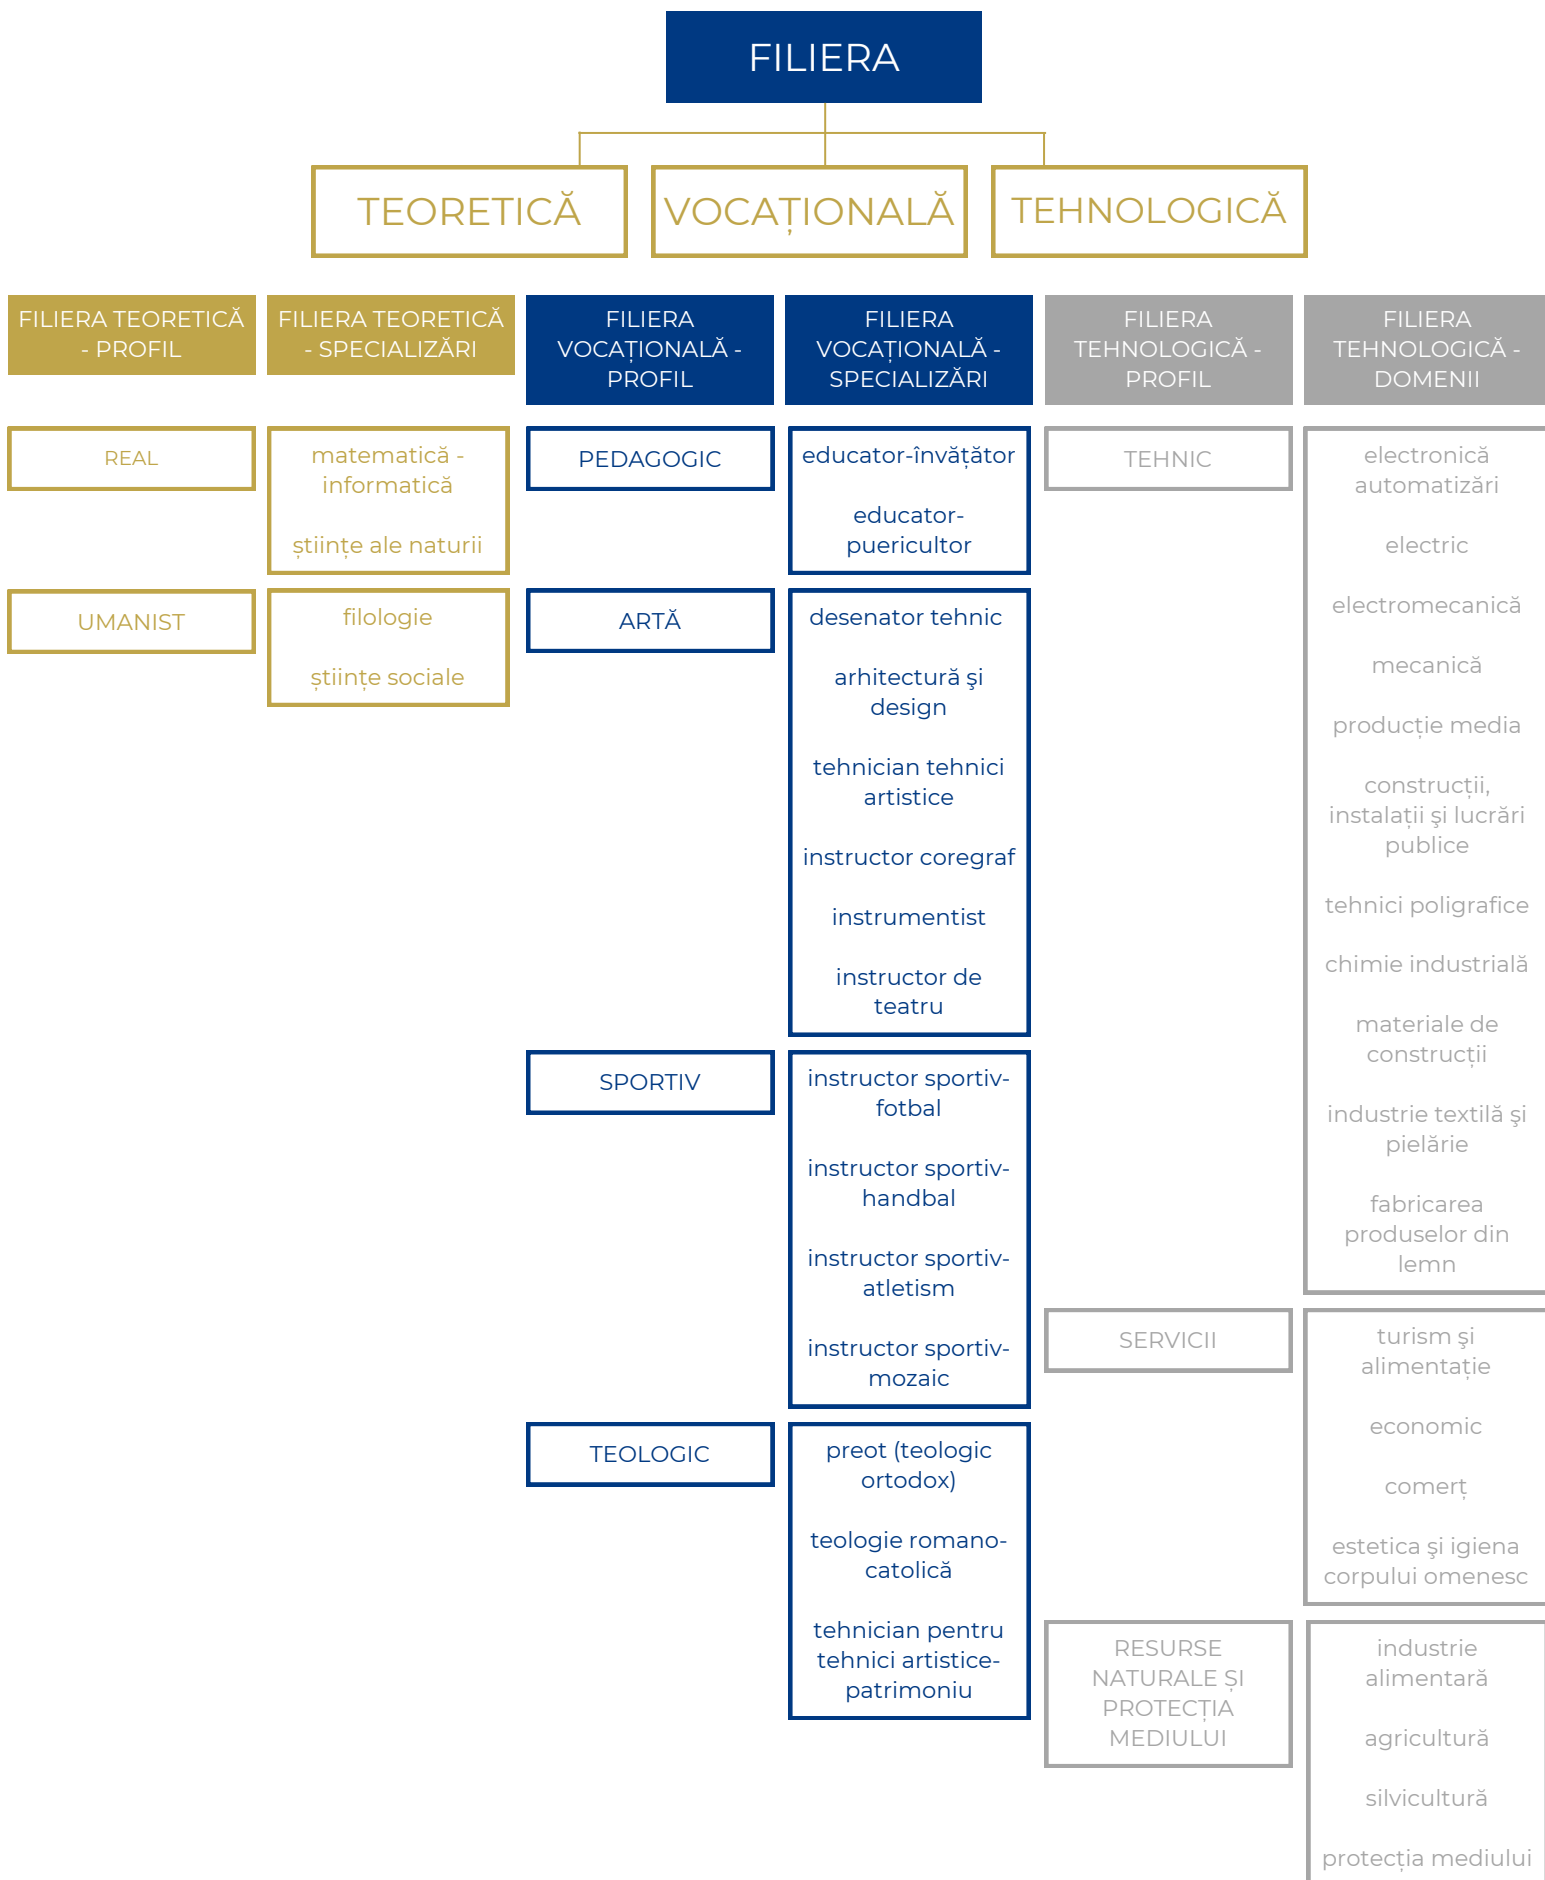 FILIERA
TEORETICĂ
VOCAȚIONALĂ
TEHNOLOGICĂ
FILIERA TEORETICĂ
- PROFIL
FILIERA TEORETICĂ
- SPECIALIZĂRI
FILIERA
VOCAȚIONALĂ -
PROFIL
FILIERA
VOCAȚIONALĂ -
SPECIALIZĂRI
FILIERA
TEHNOLOGICĂ -
PROFIL
FILIERA
TEHNOLOGICĂ -
DOMENII
REAL
matematică -
informatică
științe ale naturii
UMANIST
filologie
științe sociale
PEDAGOGIC
educator-învățător
educator-
puericultor
ARTĂ
desenator tehnic
arhitectură şi
design
tehnician tehnici
artistice
instructor coregraf
instrumentist
instructor de
teatru
SPORTIV
instructor sportiv-
fotbal
instructor sportiv-
handbal
instructor sportiv-
atletism
instructor sportiv-
mozaic
TEOLOGIC
preot (teologic
ortodox)
teologie romano-
catolică
tehnician pentru
tehnici artistice-
patrimoniu
TEHNIC
electronică
automatizări
electric
electromecanică
mecanică
producție media
construcții,
instalații şi lucrări
publice
tehnici poligrafice
chimie industrială
materiale de
construcții
industrie textilă şi
pielărie
fabricarea
produselor din
lemn
SERVICII
turism şi
alimentație
economic
comerț
estetica şi igiena
corpului omenesc
RESURSE
NATURALE ȘI
PROTECȚIA
MEDIULUI
industrie
alimentară
agricultură
silvicultură
protecția mediului